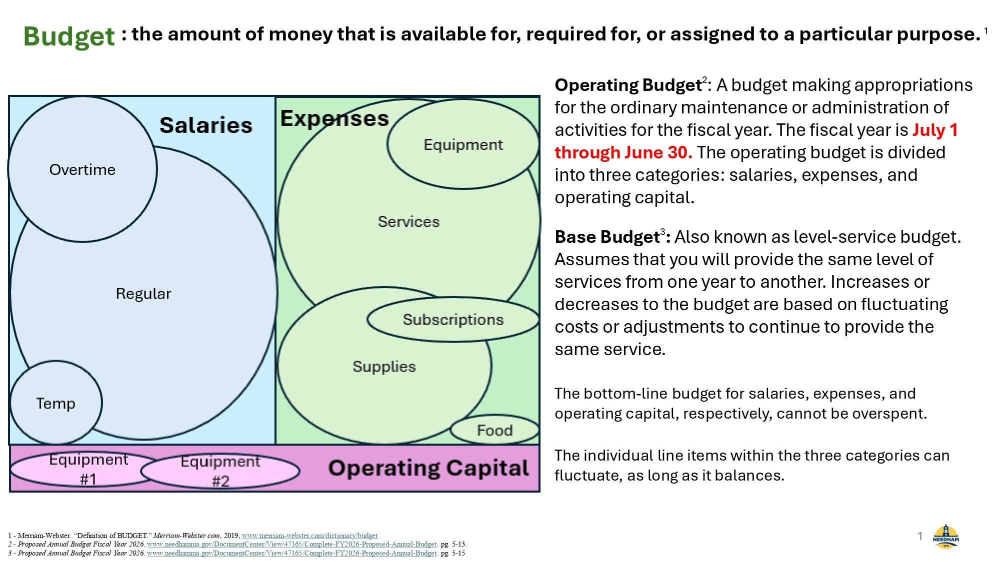 Budget : the amount of money that is available for, required for, or assigned to a particular purpose. 1
Salaries
Overtime
Regular
Temp
Expenses
Equipment
Services
Subscriptions
Supplies
Food
Equipment
#1
Equipment
#2
Operating Capital
Operating Budget2: A budget making appropriations
for the ordinary maintenance or administration of
activities for the fiscal year. The fiscal year is July 1
through June 30. The operating budget is divided
into three categories: salaries, expenses, and
operating capital.
Base Budget3: Also known as level-service budget.
Assumes that you will provide the same level of
services from one year to another. Increases or
decreases to the budget are based on fluctuating
costs or adjustments to continue to provide the
same service.
The bottom-line budget for salaries, expenses, and
operating capital, respectively, cannot be overspent.
The individual line items within the three categories can
fluctuate, as long as it balances.
1 - Merriam-Webster. “Definition of BUDGET.” Merriam-Webster.com, 2019, www.merriam-webster.com/dictionary/budget
2 - Proposed Annual Budget Fiscal Year 2026. www.needhamma.gov/DocumentCenter/View/47165/Complete-FY2026-Proposed-Annual-Budget. pg. 5-13.
3 - Proposed Annual Budget Fiscal Year 2026. www.needhamma.gov/DocumentCenter/View/47165/Complete-FY2026-Proposed-Annual-Budget. pg. 5-15
1
NEEDHAM
1711